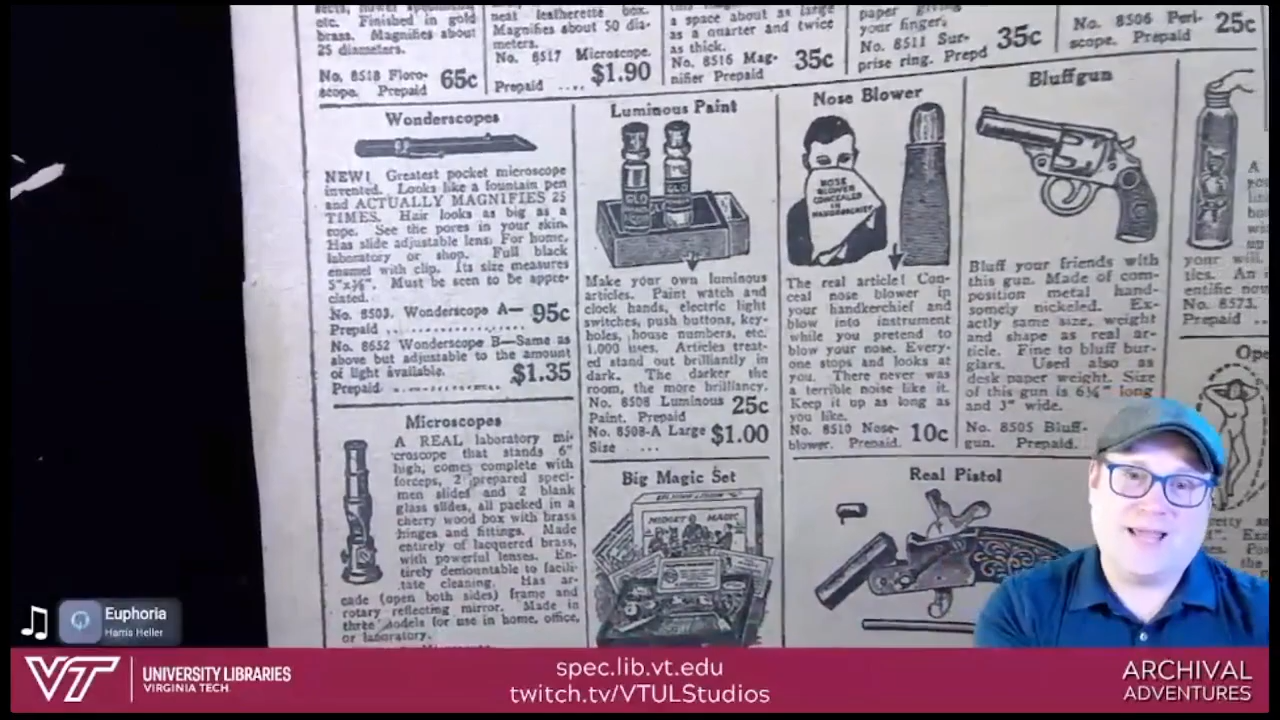 etc. Finished in gold
brass. Magnifies about
25 diameters.
No. 8518 Floro-
scope. Prepaid 65c
neat leatherette box.
Magnifies about 50 dia-
meters.
No. 8517 Microscope.
Prepaid .... $1.90
a space about as large
as a quarter and twice
as thick.
No. 8516 Mag-
nifier Prepaid 35c
paper
your finger.
No. 8511 Sur-
prise ring. Prepd 35c
No. 8506 Peri-
scope. Prepaid 25c
Wonderscopes
NEW! Greatest pocket microscope
invented. Looks like a fountain pen
and ACTUALLY MAGNIFIES 25
TIMES. Hair looks as big as a
rope. See the pores in your skin.
Has slide adjustable lens. For home,
laboratory or shop. Full black
enamel with clip. Its size measures
Must be seen to be appre-
ciated.
No. 8503. Wonderscope A—
Prepaid 95c
No. 8652 Wonderscope B—Same as
above but adjustable to the amount
of light available.
Prepaid $1.35
Microscopes
A REAL laboratory mi-
croscope that stands 6"
high, comes complete with
forceps, 2 prepared speci-
men slides and 2 blank
glass slides, all packed in a
cherry wood box with brass
hinges and fittings. Made
entirely of lacquered brass,
with powerful lenses. En-
tirely demountable to facili-
tate cleaning. Has ar-
cade (open both sides) frame and
rotary reflecting mirror. Made in
three models for use in home, office,
or laboratory.
Luminous Paint
GLO
GLO
Make your own luminous
articles. Paint watch and
clock hands, electric light
switches, push buttons, key-
holes, house numbers, etc.
1,000 uses. Articles treat-
ed stand out brilliantly in
dark. The darker the
room, the more brilliancy.
No. 8508 Luminous
Paint. Prepaid 25c
No. 8508-A Large
Size ... $1.00
Big Magic Set
MIDGET MAGIC
Nose Blower
NOSE
BLOWER
CONCEALED
IN
HANDKERCHIEF
The real article! Con-
ceal nose blower in
your handkerchief and
blow into instrument
while you pretend to
blow your nose. Every-
one stops and looks at
you. There never was
a terrible noise like it.
Keep it up as long as
you like.
No. 8510 Nose-
blower. Prepaid. 10c
Bluffgun
Bluff your friends with
this gun. Made of com-
position metal hand-
somely nickeled. Ex-
actly same size, weight
and shape as real ar-
ticle. Fine to bluff bur-
glars. Used also as
desk paper weight. Size
of this gun is 6¼" long
and 3" wide.
No. 8505 Bluff-
gun. Prepaid.
Real Pistol
A
your will.
ties. An
entific
No. 8573.
Prepaid ..
Euphoria
Harris Heller
VT
UNIVERSITY LIBRARIES
VIRGINIA TECH
spec.lib.vt.edu
twitch.tv/VTULStudios
ARCHIVAL
ADVENTURES